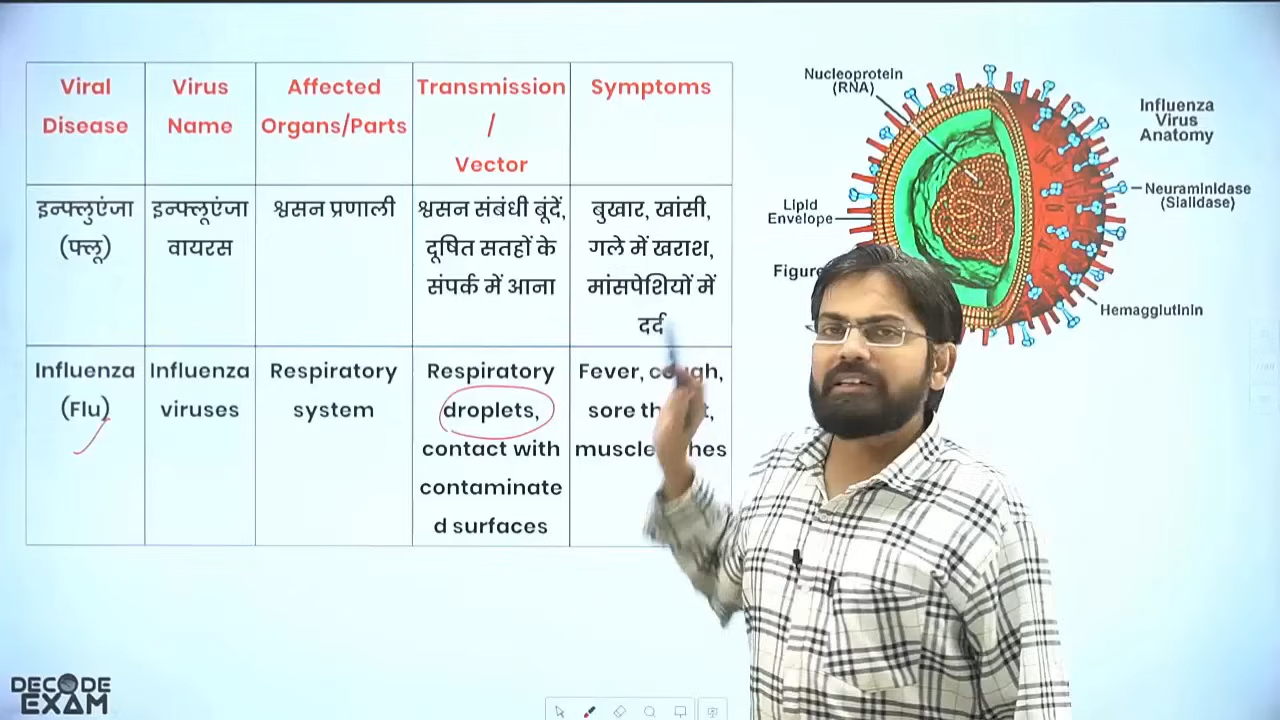 Viral
Disease
Virus
Name
Affected
Organs/Parts
Transmission
/
Vector
Symptoms
इन्फ्लुएंजा
(फ्लू)
इन्फ्लूएंजा
वायरस
श्वसन प्रणाली
श्वसन संबंधी बूंदें,
दूषित सतहों के
संपर्क में आना
बुखार, खांसी,
गले में खराश,
मांसपेशियों में
दर्द
Influenza
(Flu)
Influenza
viruses
Respiratory
system
Respiratory
droplets,
contact with
contaminate
d surfaces
Fever,
sore
muscle
Nucleoprotein
(RNA)
Influenza
Virus
Anatomy
Neuraminidase
(Sialidase)
Lipid
Envelope
Figure
Hemagglutinin
DECODE
EXAM